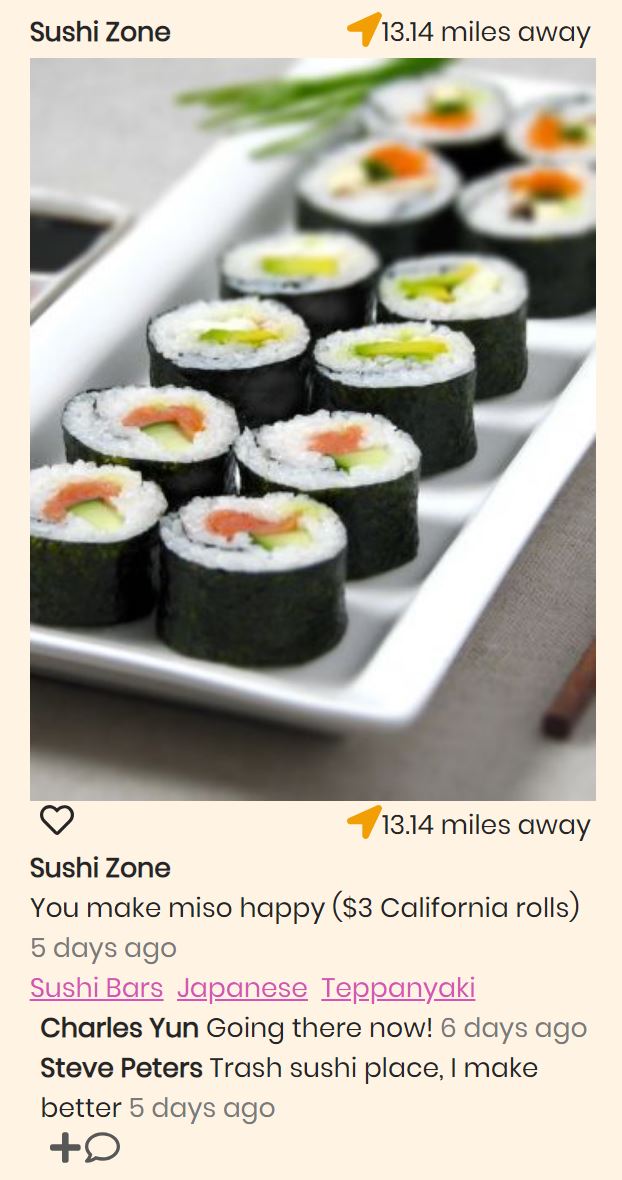 Sushi Zone 13.14 miles away
13.14 miles away
Sushi Zone
You make miso happy ($3 California rolls)
5 days ago
Sushi Bars Japanese Teppanyaki
Charles Yun Going there now! 6 days ago
Steve Peters Trash sushi place, I make
better 5 days ago